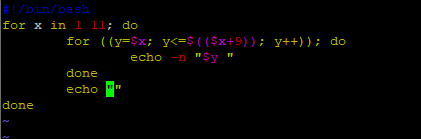 #!/bin/bash
for x in 1 11; do
        for ((y=$x; y<=$(($x+9)); y++)); do
                echo -n "$y "
        done
        echo ""
done
~
~